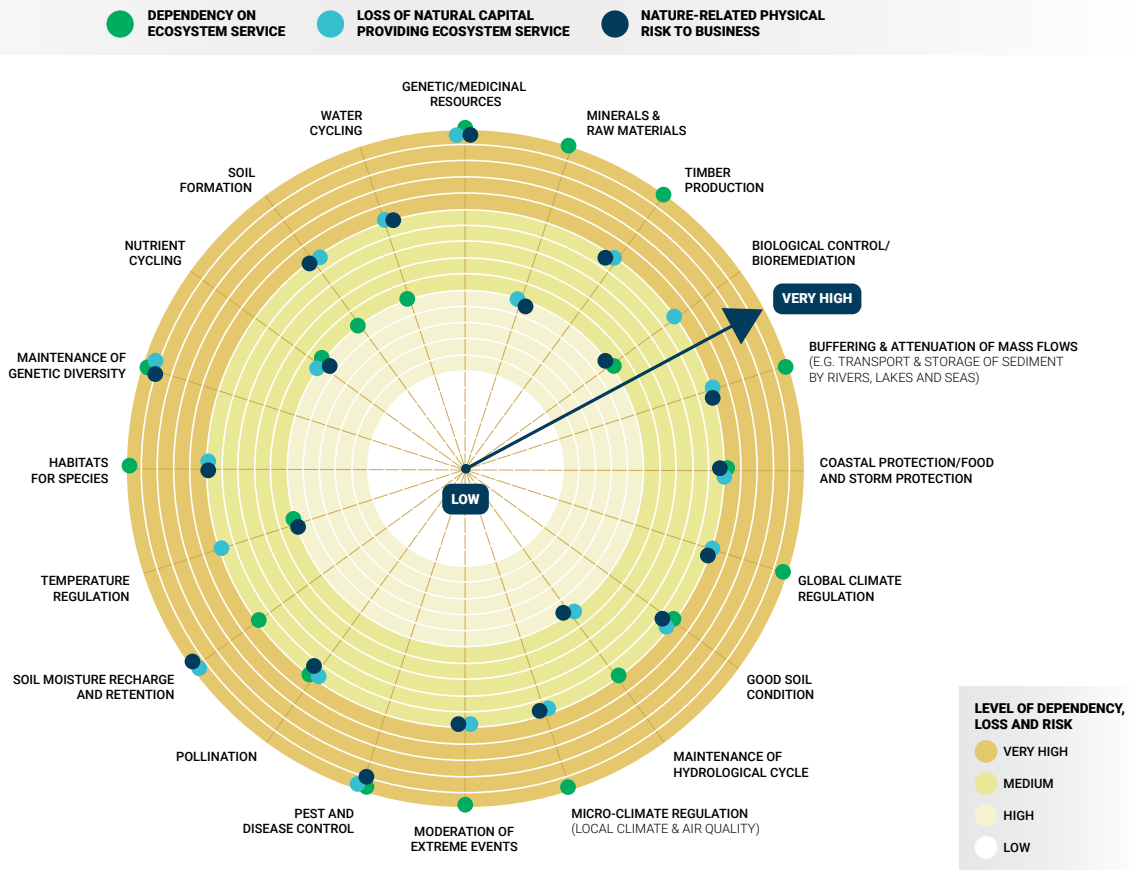 DEPENDENCY ON
ECOSYSTEM SERVICE
LOSS OF NATURAL CAPITAL
PROVIDING ECOSYSTEM SERVICE
NATURE-RELATED PHYSICAL
RISK TO BUSINESS
GENETIC/MEDICINAL
RESOURCES
MINERALS &
RAW MATERIALS
TIMBER
PRODUCTION
BIOLOGICAL CONTROL/
BIOREMEDIATION
VERY HIGH
BUFFERING & ATTENUATION OF MASS FLOWS
(E.G. TRANSPORT & STORAGE OF SEDIMENT
BY RIVERS, LAKES AND SEAS)
COASTAL PROTECTION/FOOD
AND STORM PROTECTION
GLOBAL CLIMATE
REGULATION
GOOD SOIL
CONDITION
MAINTENANCE OF
HYDROLOGICAL CYCLE
MICRO-CLIMATE REGULATION
(LOCAL CLIMATE & AIR QUALITY)
MODERATION OF
EXTREME EVENTS
PEST AND
DISEASE CONTROL
POLLINATION
SOIL MOISTURE RECHARGE
AND RETENTION
TEMPERATURE
REGULATION
HABITATS
FOR SPECIES
MAINTENANCE OF
GENETIC DIVERSITY
NUTRIENT
CYCLING
SOIL
FORMATION
WATER
CYCLING
LOW
LEVEL OF DEPENDENCY,
LOSS AND RISK
VERY HIGH
MEDIUM
HIGH
LOW